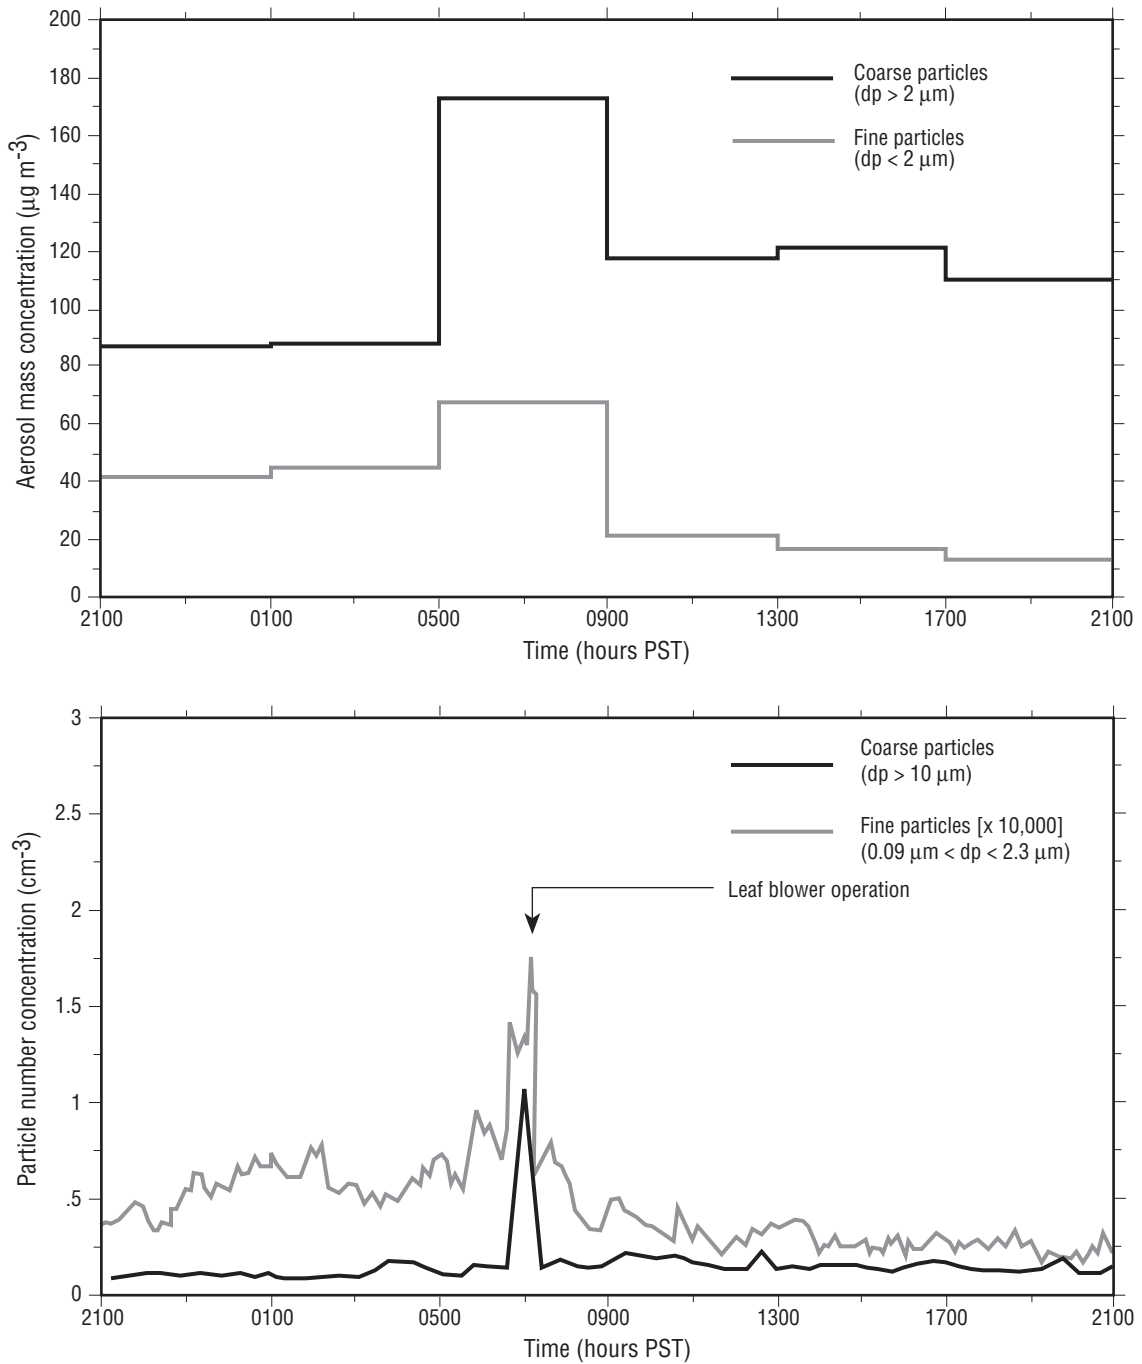 Aerosol mass concentration (μg m-3)
200
180
160
140
120
100
80
60
40
20
0
Coarse particles
(dp > 2 μm)
Fine particles
(dp < 2 μm)
2100 0100 0500 0900 1300 1700 2100
Time (hours PST)
Particle number concentration (cm-3)
3
2.5
2
1.5
1
.5
0
Coarse particles
(dp > 10 μm)
Fine particles [x 10,000]
(0.09 μm < dp < 2.3 μm)
Leaf blower operation
2100 0100 0500 0900 1300 1700 2100
Time (hours PST)